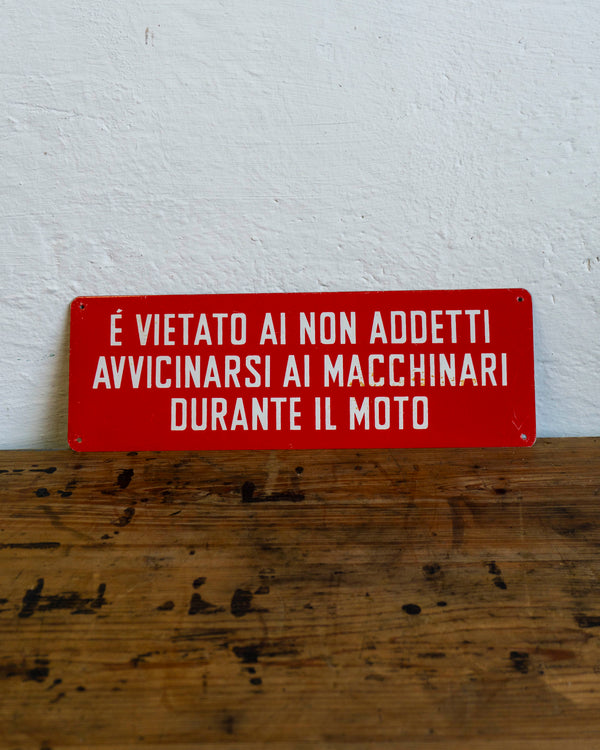 É VIETATO AI NON ADDETTI
AVVICINARSI AI MACCHINARI
DURANTE IL MOTO